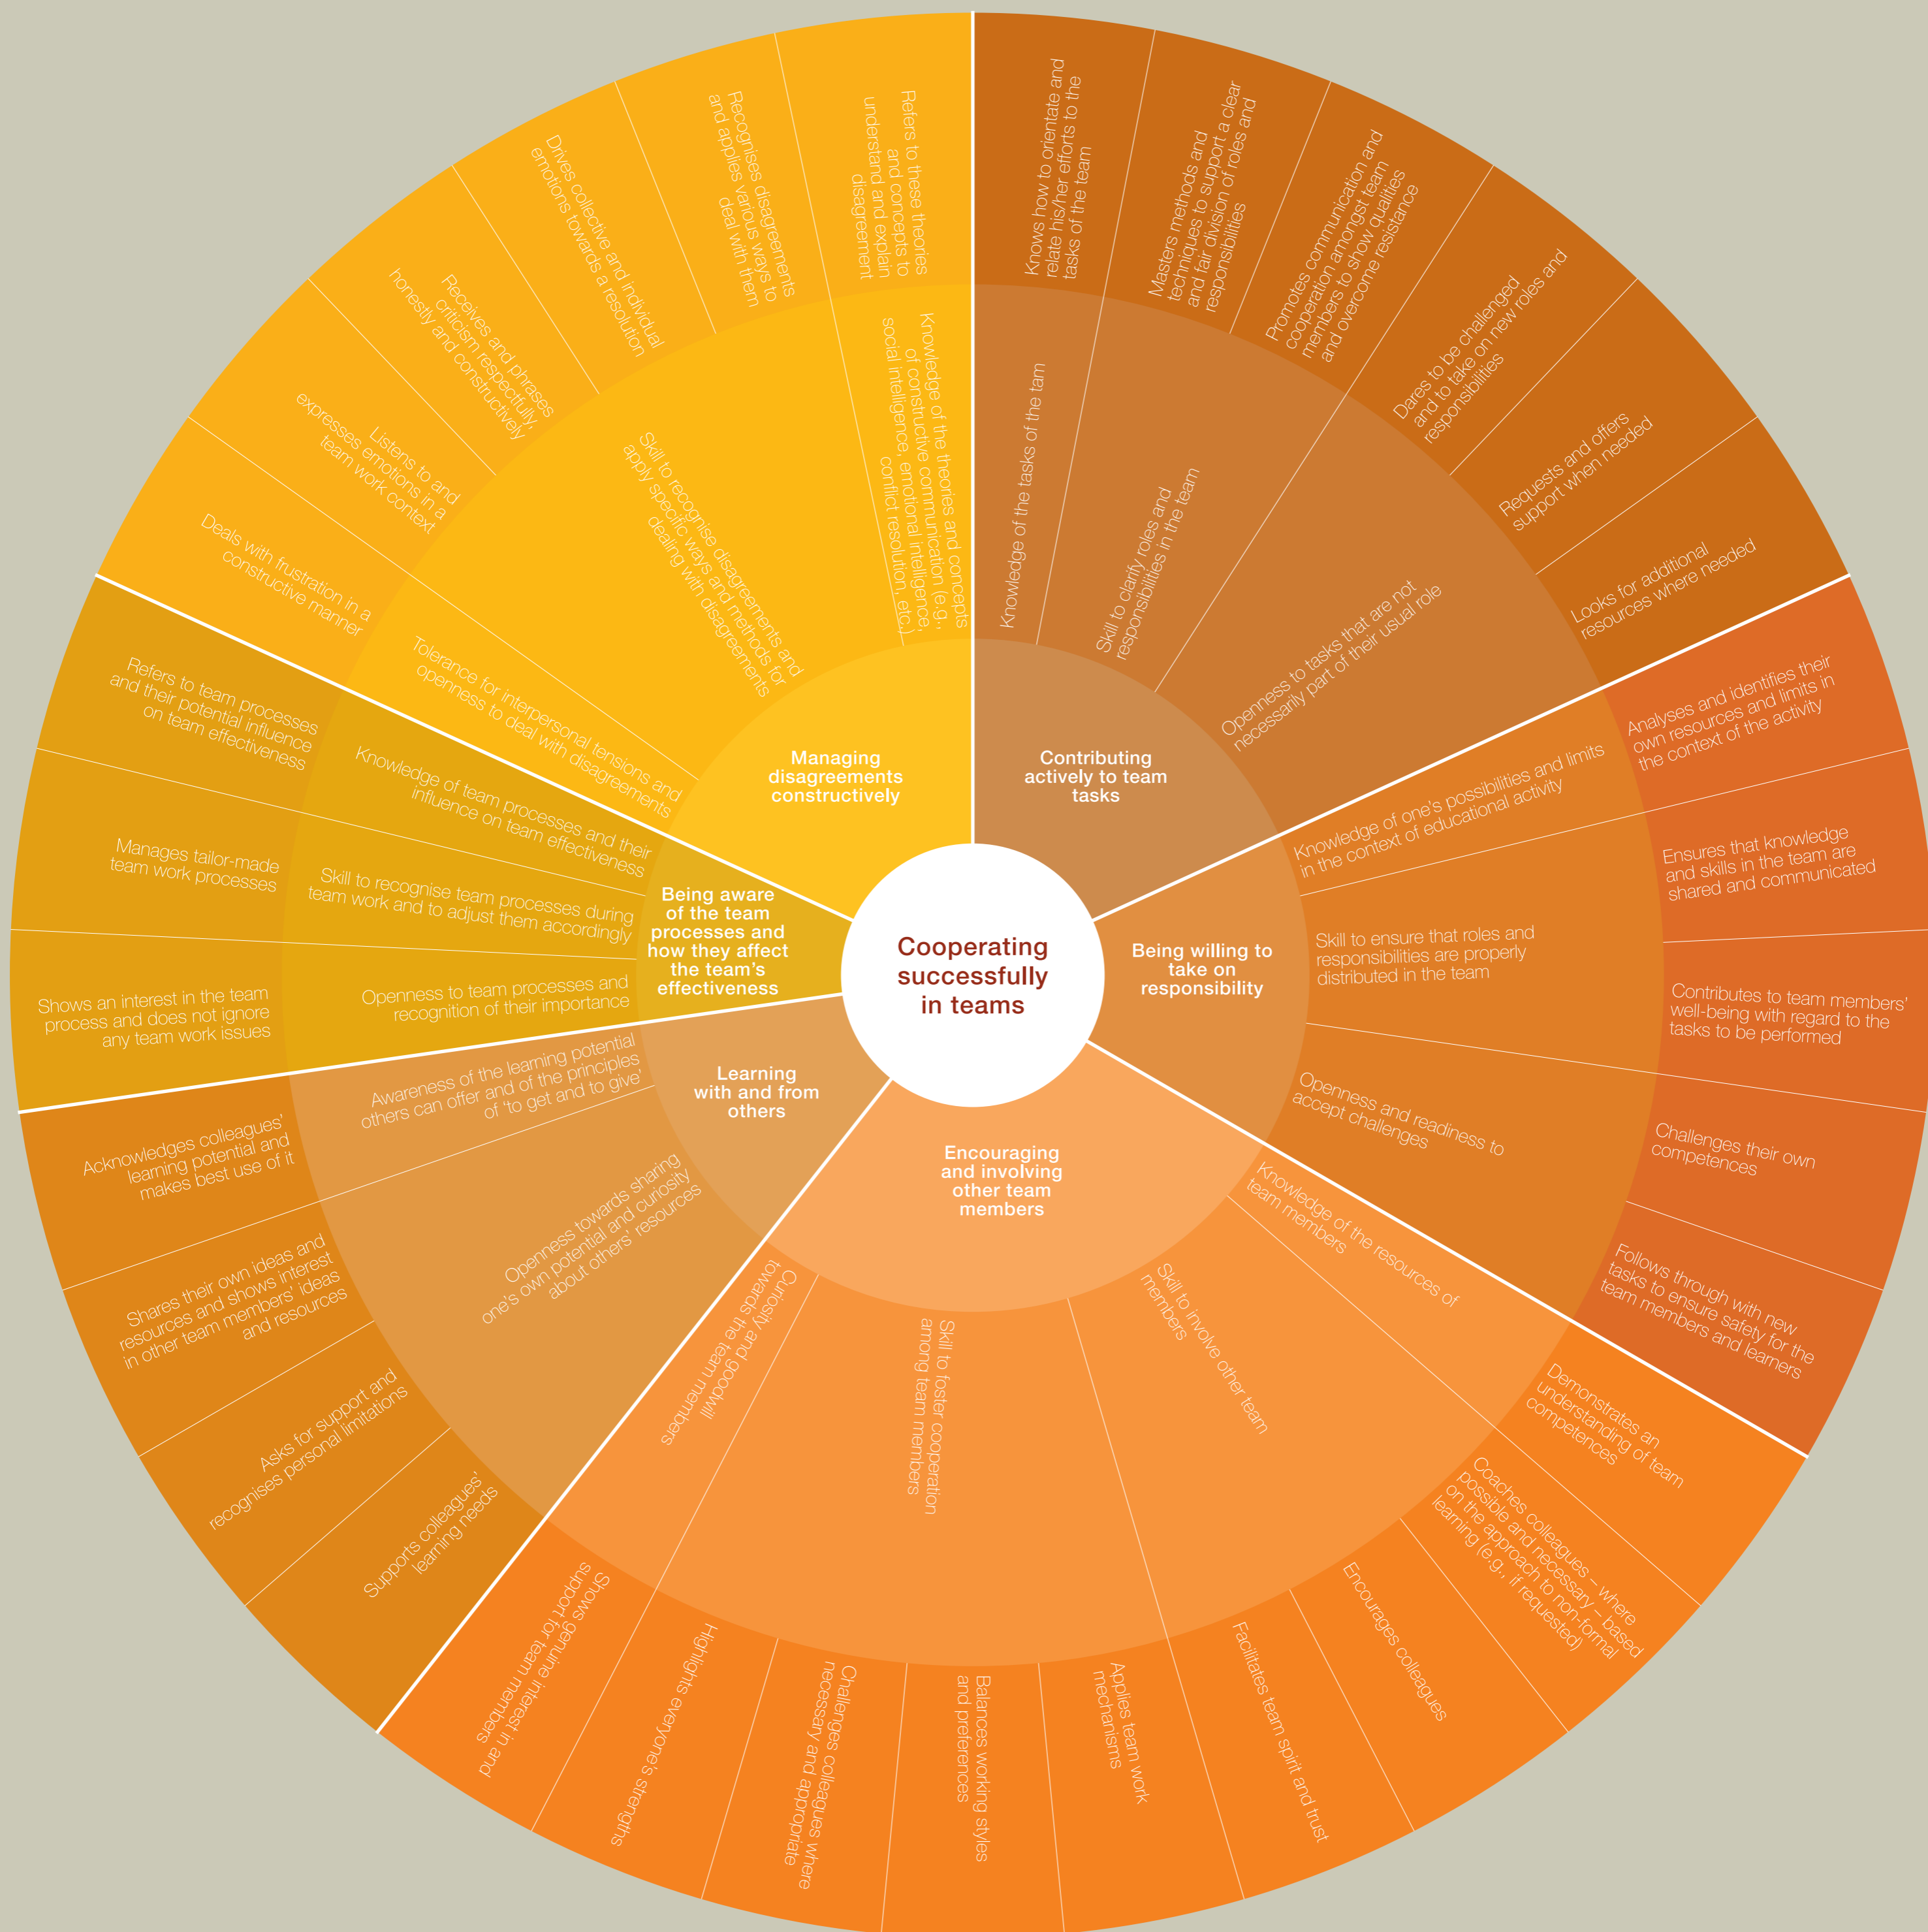 Cooperating
successfully
in teams
Contributing
actively to team
tasks
Knowledge of the tasks of the tam
Knows how to orientate and
relate his/her efforts to the
tasks of the team
Skill to clarify roles and
responsibilities in the team
Masters methods and
techniques to support a clear
and fair division of roles and
responsibilities
Promotes communication and
cooperation amongst team
members to show qualities
and overcome resistance
Openness to tasks that are not
necessarily part of their usual role
Dares to be challenged
and to take on new roles and
responsibilities
Requests and offers
support when needed
Looks for additional
resources where needed
Being willing to
take on
responsibility
Knowledge of one's possibilities and limits
in the context of educational activity
Analyses and identifies their
own resources and limits in
the context of the activity
Skill to ensure that roles and
responsibilities are properly
distributed in the team
Ensures that knowledge
and skills in the team are
shared and communicated
Contributes to team members'
well-being with regard to the
tasks to be performed
Openness and readiness to
accept challenges
Challenges their own
competences
Follows through with new
tasks to ensure safety for the
team members and learners
Encouraging
and involving
other team
members
Knowledge of the resources of
team members
Demonstrates an
understanding of team
competences
Skill to involve other team
members
Coaches colleagues – where
possible and necessary – based
on the approach to non-formal
learning (e.g., if requested)
Encourages colleagues
Facilitates team spirit and trust
Skill to foster cooperation
among team members
Applies team work
mechanisms
Balances working styles
and preferences
Challenges colleagues where
necessary and appropriate
Highlights everyone's strengths
Curiosity and goodwill
towards the team members
Shows genuine interest in and
support for team members
Learning
with and from
others
Openness towards sharing
one's own potential and curiosity
about others' resources
Supports colleagues'
learning needs
Asks for support and
recognises personal limitations
Shares their own ideas and
resources and shows interest
in other team members' ideas
and resources
Awareness of the learning potential
others can offer and of the principles
of 'to get and to give'
Acknowledges colleagues'
learning potential and
makes best use of it
Being aware
of the team
processes and
how they affect
the team's
effectiveness
Openness to team processes and
recognition of their importance
Shows an interest in the team
process and does not ignore
any team work issues
Skill to recognise team processes during
team work and to adjust them accordingly
Manages tailor-made
team work processes
Knowledge of team processes and their
influence on team effectiveness
Refers to team processes
and their potential influence
on team effectiveness
Managing
disagreements
constructively
Tolerance for interpersonal tensions and
openness to deal with disagreements
Deals with frustration in a
constructive manner
Skill to recognise disagreements and
apply specific ways and methods for
dealing with disagreements
Listens to and
expresses emotions in a
team work context
Receives and phrases
criticism respectfully,
honestly and constructively
Drives collective and individual
emotions towards a resolution
Recognises disagreements
and applies various ways to
deal with them
Knowledge of the theories and concepts
of constructive communication (e.g.,
social intelligence, emotional intelligence,
conflict resolution, etc.,)
Refers to these theories
and concepts to
understand and explain
disagreement